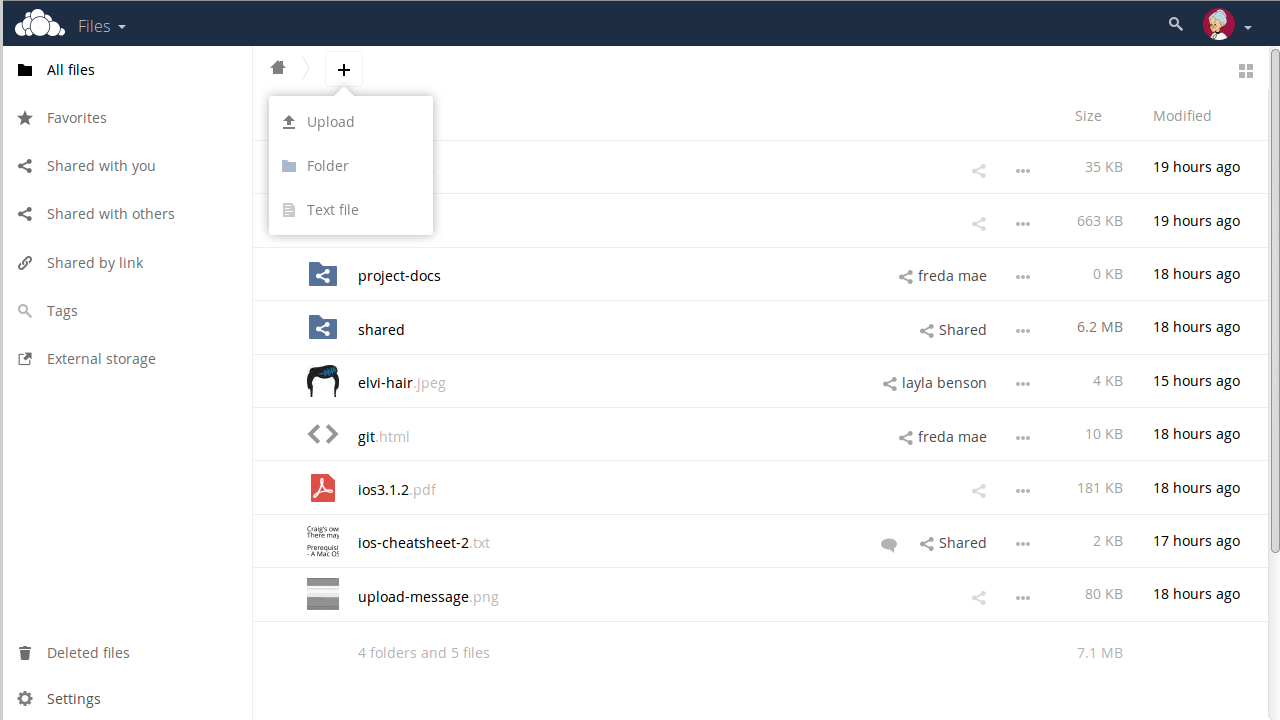 Files
All files
Favorites
Shared with you
Shared with others
Shared by link
Tags
External storage
Deleted files
Settings
Upload
Folder
Text file
Size Modified
35 KB 19 hours ago
663 KB 19 hours ago
project-docs freda mae 0 KB 18 hours ago
shared Shared 6.2 MB 18 hours ago
elvi-hair.jpeg layla benson 4 KB 15 hours ago
git.html freda mae 10 KB 18 hours ago
ios3.1.2.pdf 181 KB 18 hours ago
Craig's
There may
Prerequisi
- A Mac
ios-cheatsheet-2.txt Shared 2 KB 17 hours ago
upload-message.png 80 KB 18 hours ago
4 folders and 5 files 7.1 MB